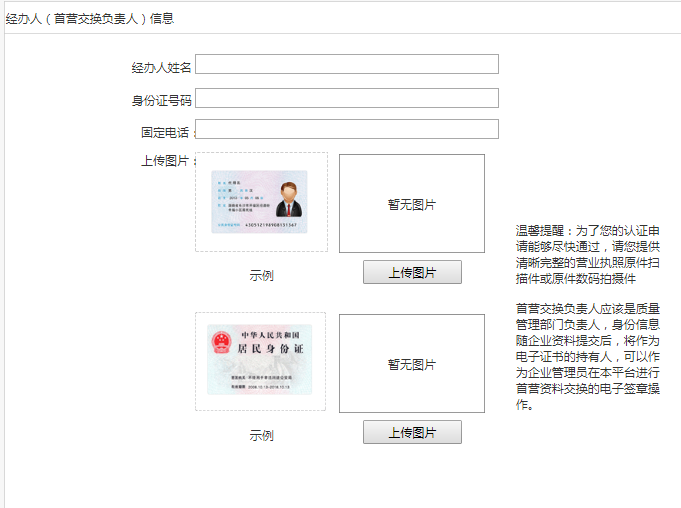 经办人（首营交换负责人）信息
经办人姓名
身份证号码
固定电话：
上传图片：
430512198908131347
暂无图片
示例
上传图片
温馨提醒：为了您的认证申
请能够尽快通过，请您提供
清晰完整的营业执照原件扫
描件或原件数码拍摄件
中华人民共和国
居民身份证
暂无图片
示例
上传图片
首营交换负责人应该是质量
管理部门负责人，身份信息
随企业资料提交后，将作为
电子证书的持有人，可以作
为企业管理员在本平台进行
首营资料交换的电子签章操
作。